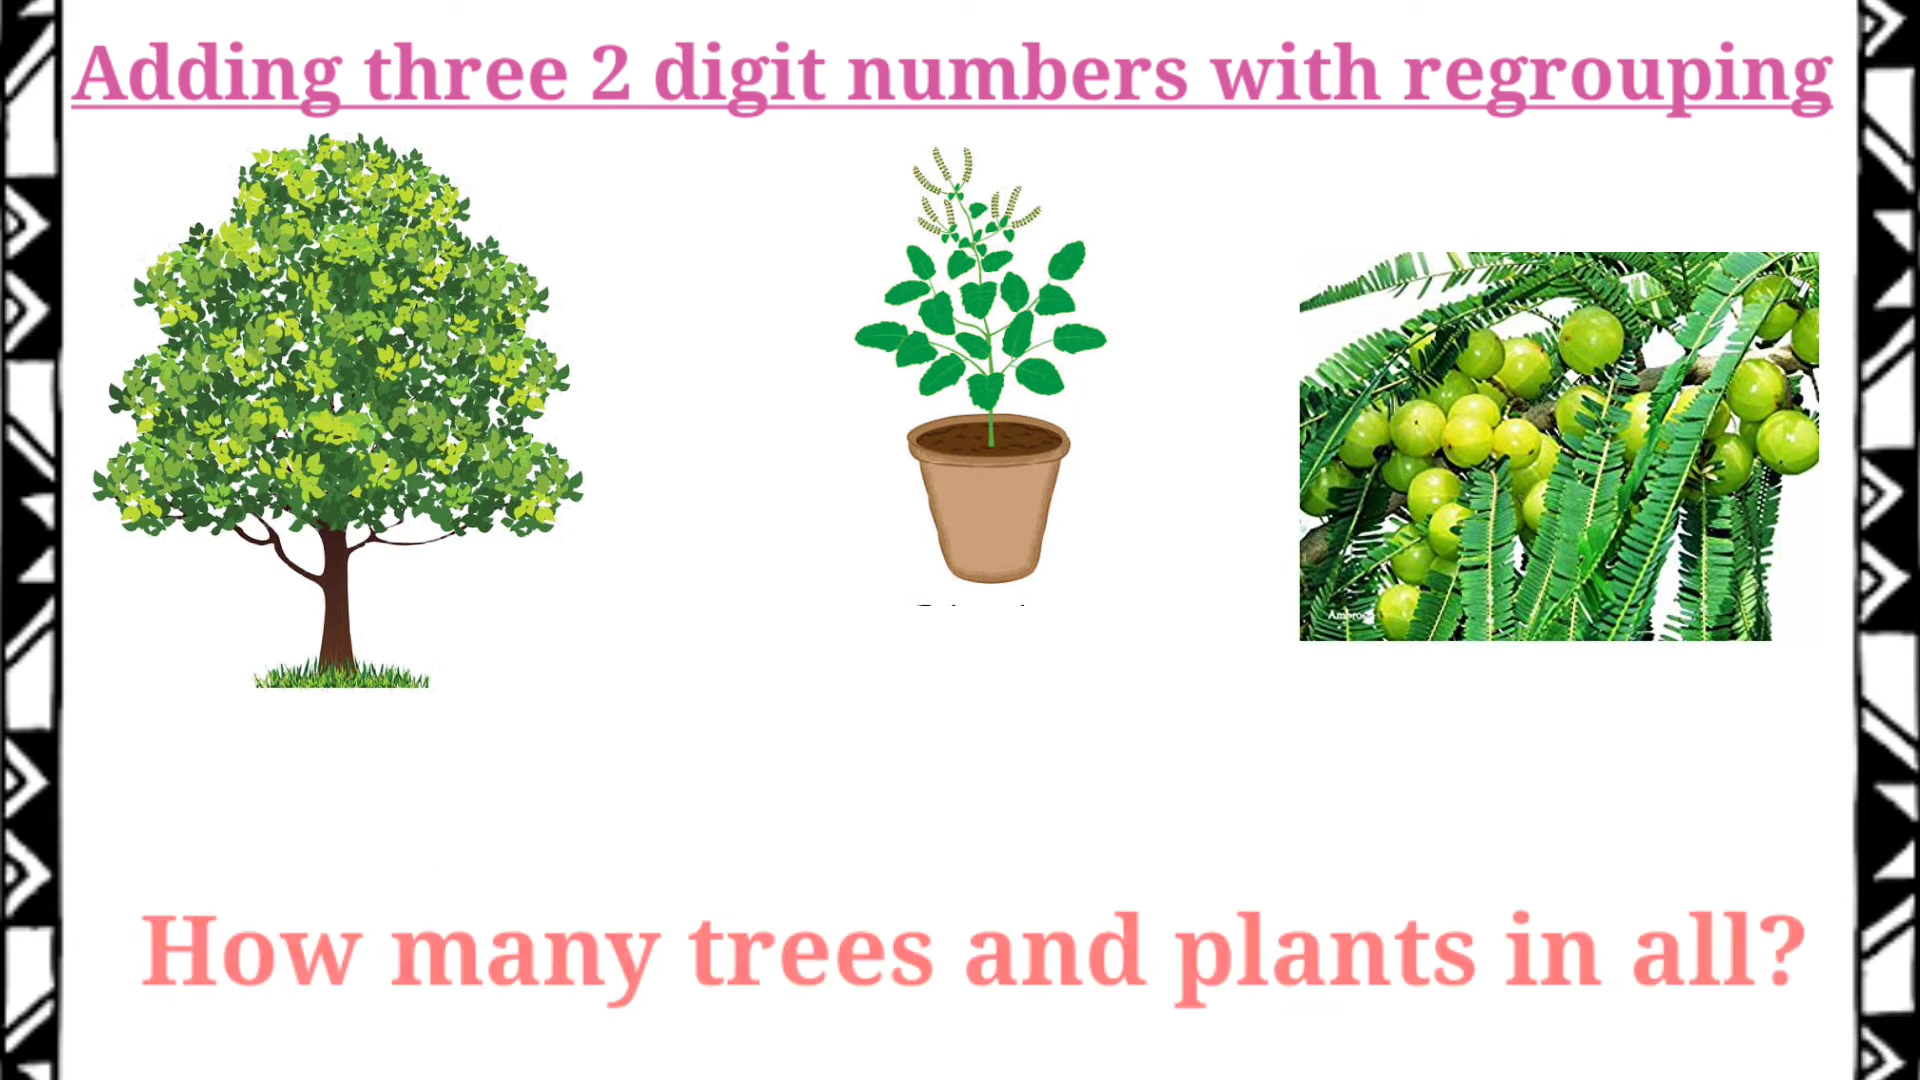 Adding three 2 digit numbers with regrouping
How many trees and plants in all?